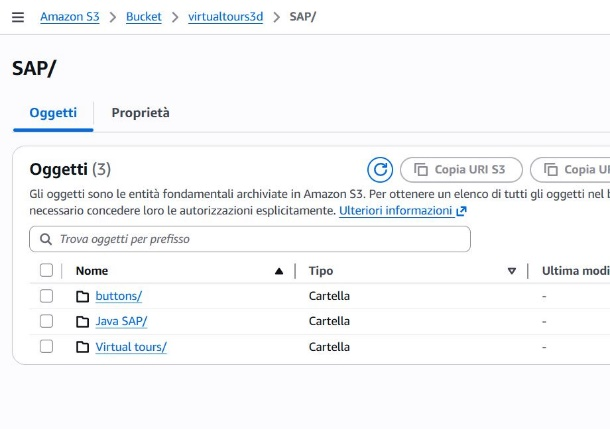 Amazon S3 > Bucket > virtualtours3d > SAP/
SAP/
Oggetti Proprietà
Oggetti (3) Copia URI S3
Gli oggetti sono le entità fondamentali archiviate in Amazon S3. Per ottenere un elenco di tutti gli oggetti nel
necessario concedere loro le autorizzazioni esplicitamente. Ulteriori informazioni
Trova oggetti per prefisso
Nome Tipo Ultima
buttons/ Cartella -
Java SAP/ Cartella -
Virtual tours/ Cartella -